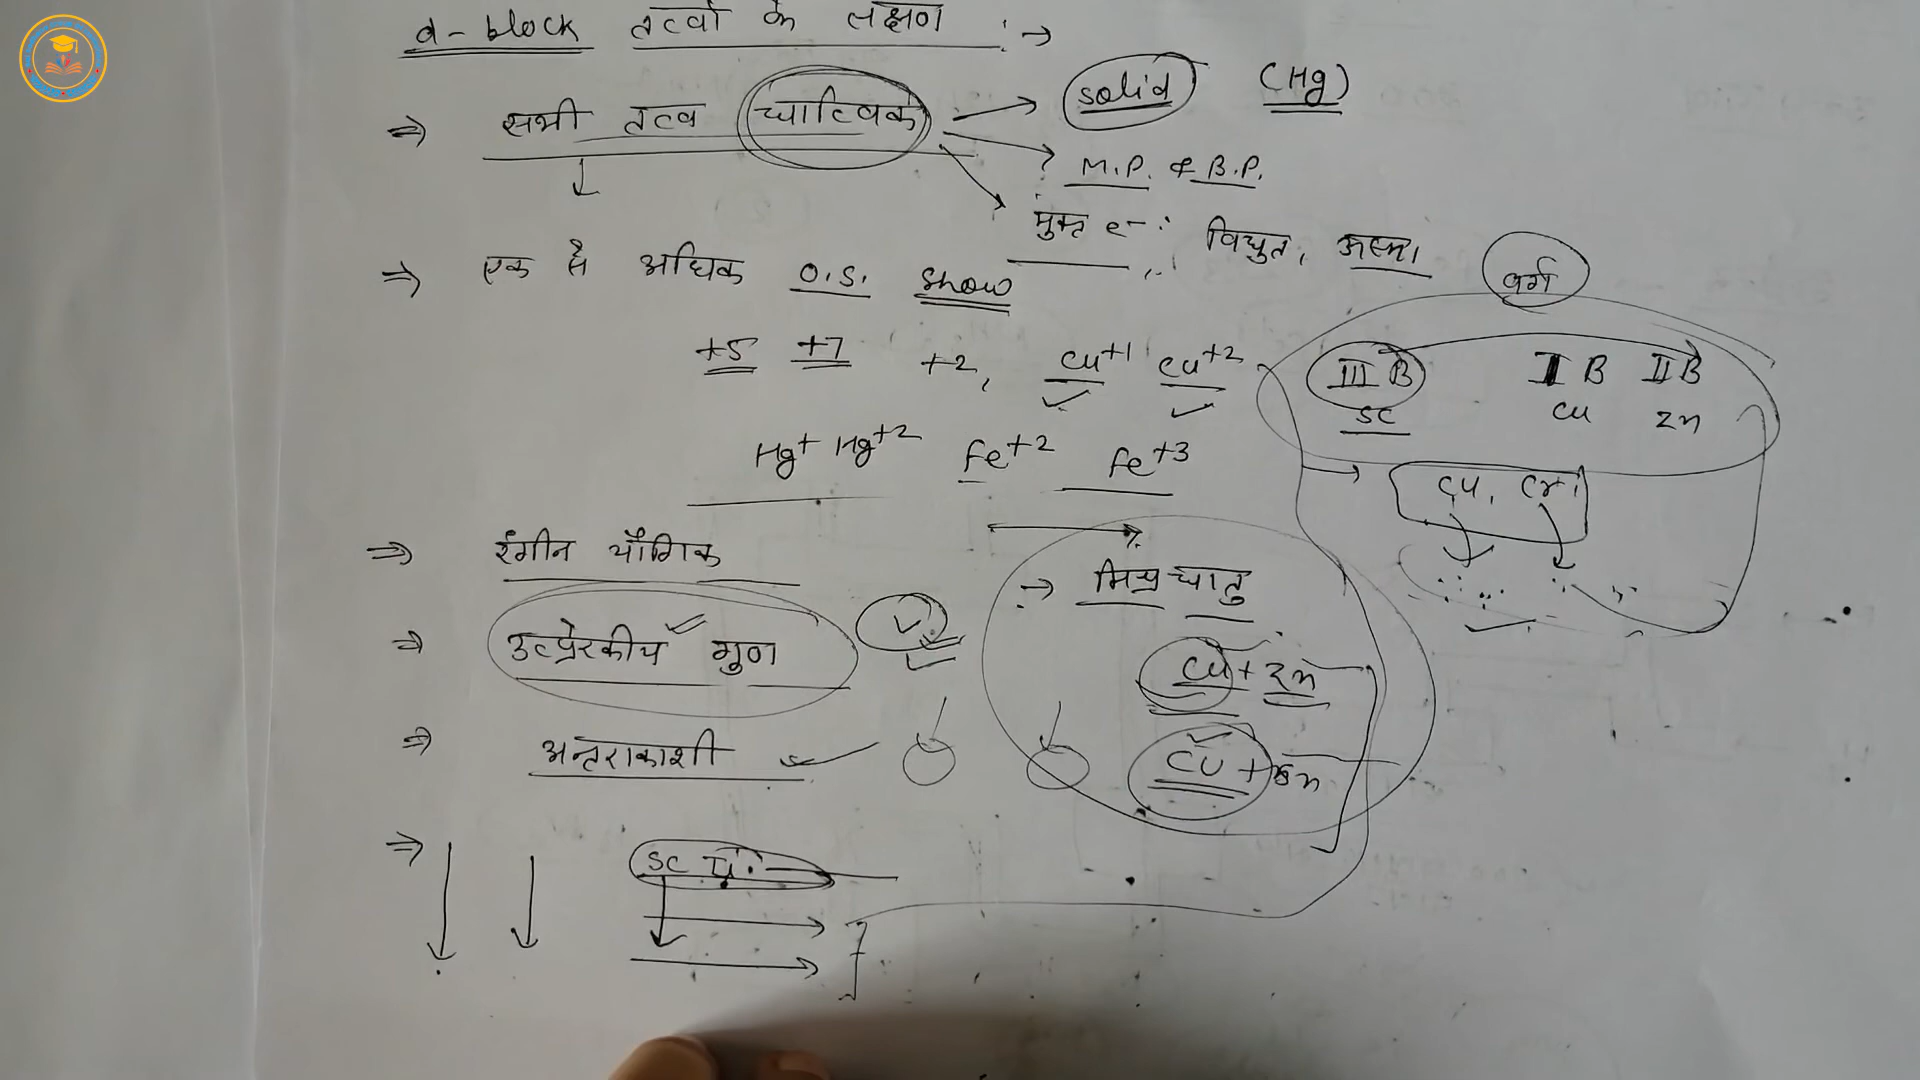 d-block तत्वों के लक्षण :→
⇒ सभी तत्व धात्विक → solid (Hg)
→ M.P. & B.P.
मुक्त e- : विद्युत, ऊष्मा
⇒ एक से अधिक O.S. show
वर्ग
+5 +7 +2, Cu+1 Cu+2
III B I B II B
Sc Cu Zn
Hg+ Hg+2 Fe+2 Fe+3
Cu, Cr
⇒ रंगीन यौगिक
→ मिश्रधातु
⇒ उत्प्रेरकीय गुण
Cu + Zn
⇒ अन्तराकाशी
Cu + Sn
⇒ Sc Ti